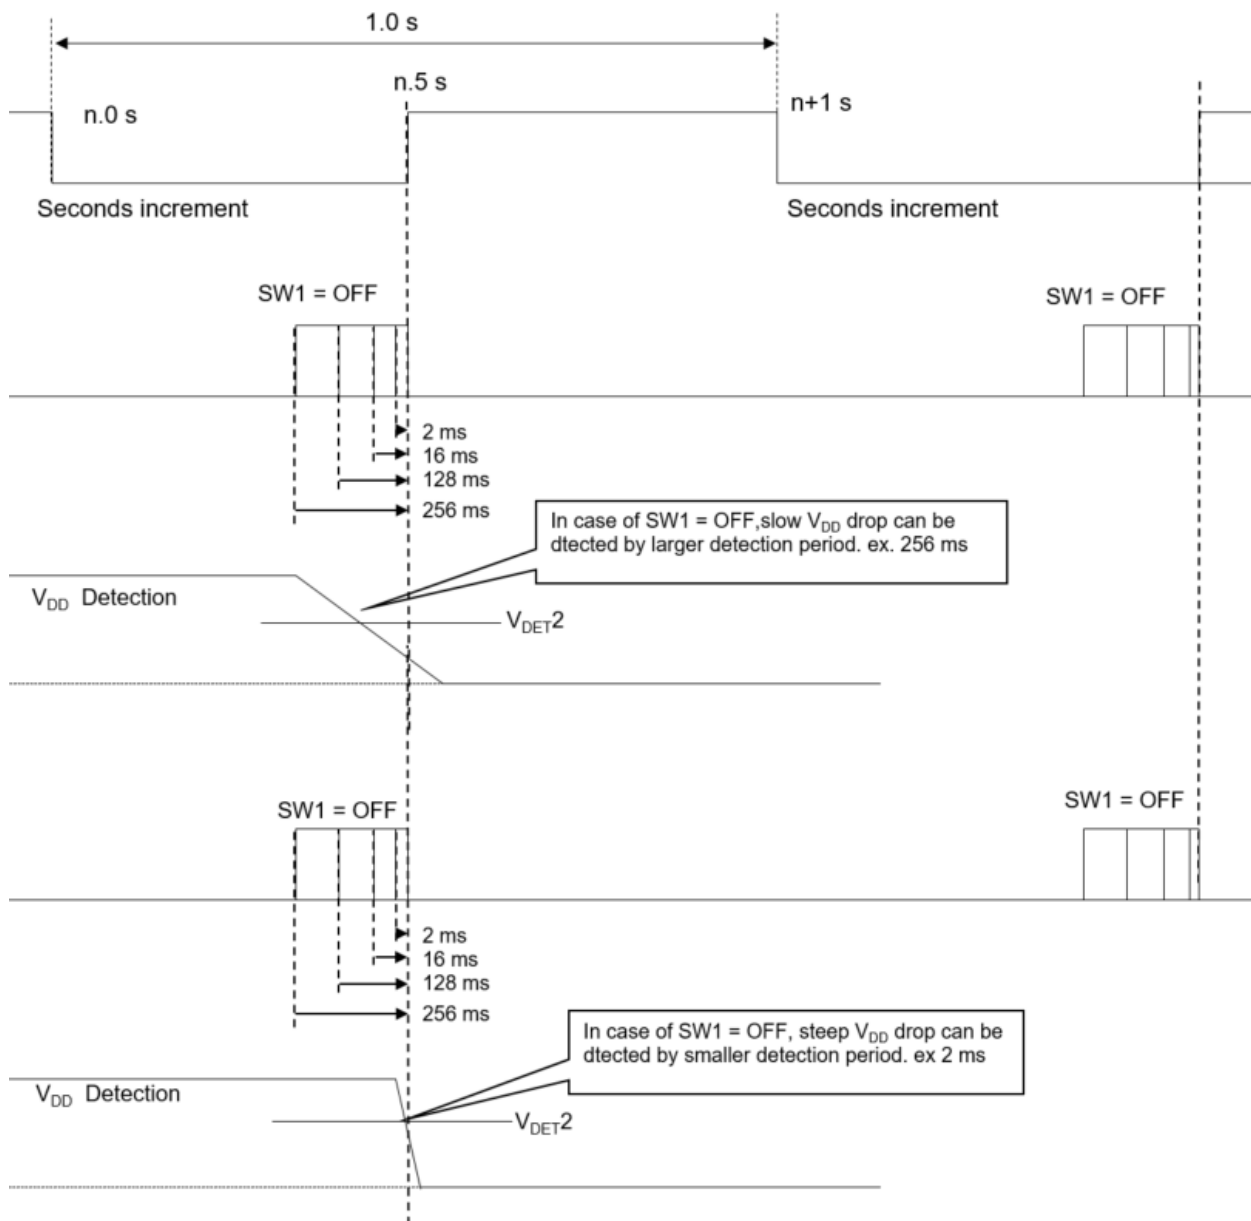 1.0 s
n.5 s
n.0 s
n+1 s
Seconds increment
Seconds increment
SW1 = OFF
SW1 = OFF
2 ms
16 ms
128 ms
256 ms
In case of SW1 = OFF,slow VDD drop can be
dtected by larger detection period. ex. 256 ms
VDD Detection
VDET2
SW1 = OFF
SW1 = OFF
2 ms
16 ms
128 ms
256 ms
In case of SW1 = OFF, steep VDD drop can be
dtected by smaller detection period. ex 2 ms
VDD Detection
VDET2